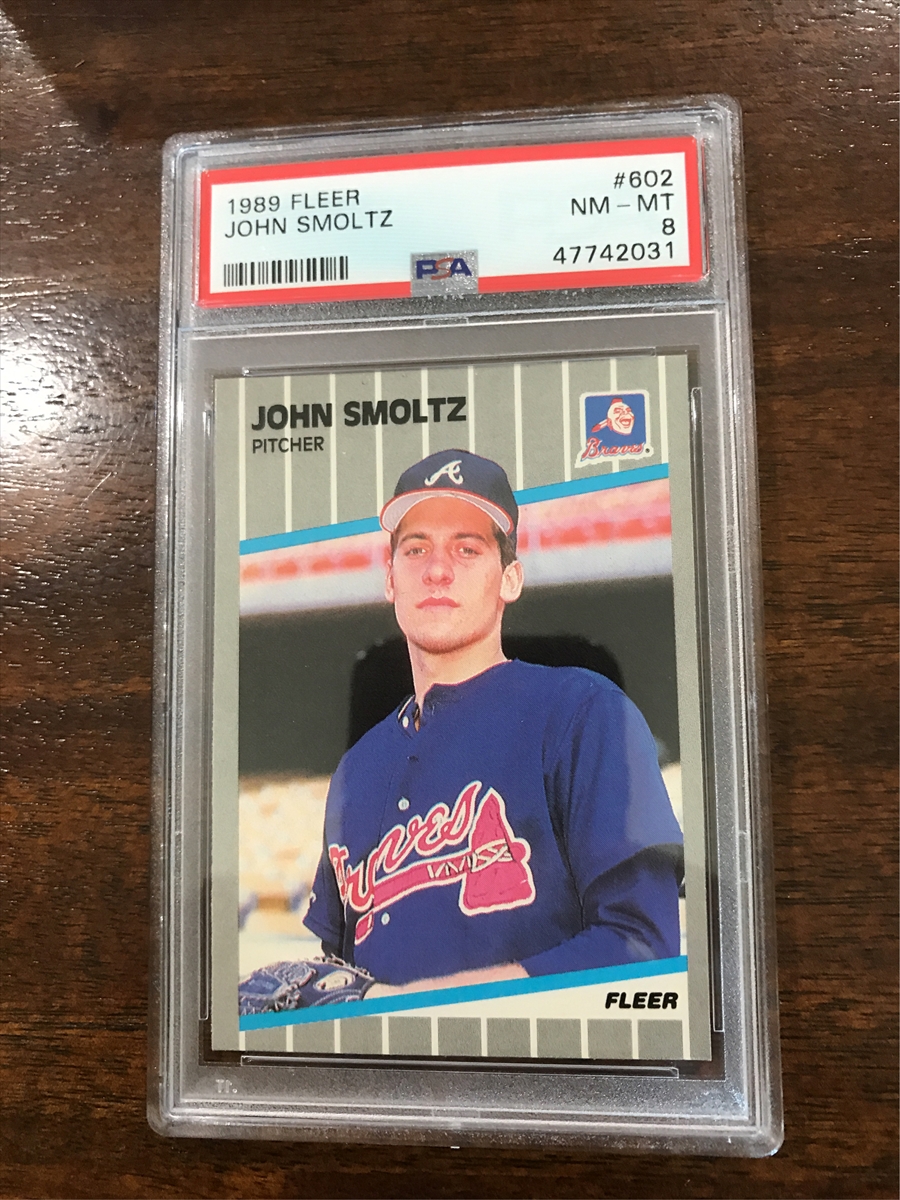 1989 FLEER
JOHN SMOLTZ
#602
NM - MT
8
47742031
PSA
JOHN SMOLTZ
PITCHER
Braves
A
Braves
FLEER